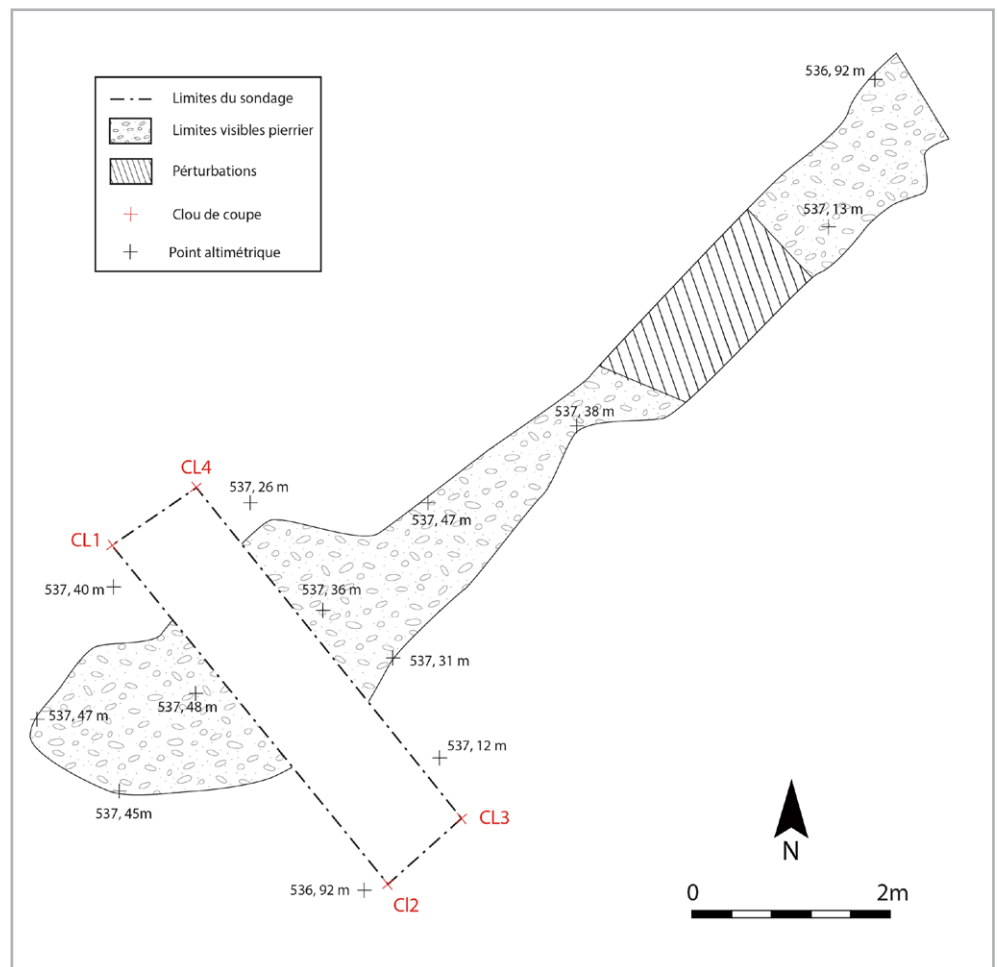 536, 92 m
Limites du sondage
Limites visibles pierrier
Pérturbations
Clou de coupe
Point altimétrique
537, 13 m
537, 38 m
CL4
537, 26 m
537, 47 m
CL1
537, 40 m
537, 36 m
537, 31 m
537, 48 m
537, 47 m
537, 12 m
537, 45m
CL3
N
536, 92 m
Cl2
0 2m